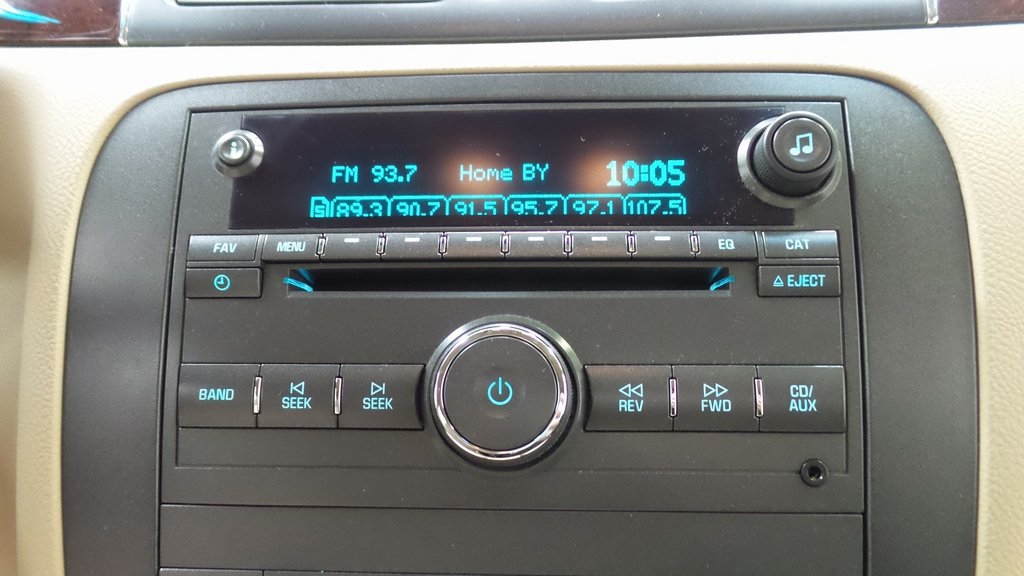 FM 93.7 Home BY 10:05
89.3 90.7 91.5 95.7 97.1 107.5
FAV MENU EQ CAT
EJECT
BAND SEEK SEEK REV FWD CD/
AUX